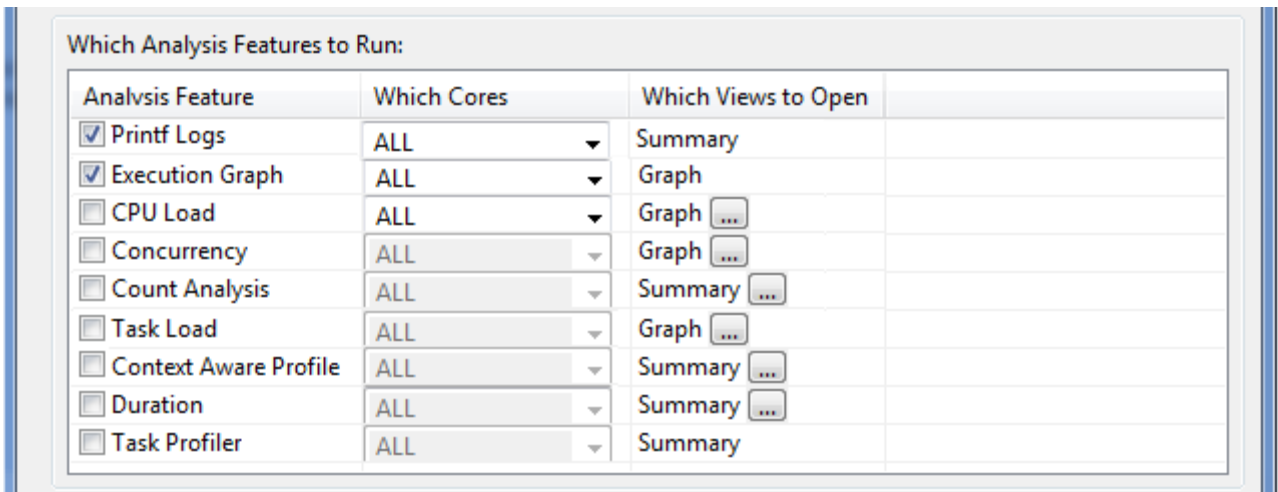 Which Analysis Features to Run:
Analysis Feature Which Cores Which Views to Open
Printf Logs ALL Summary
Execution Graph ALL Graph
CPU Load ALL Graph ...
Concurrency ALL Graph ...
Count Analysis ALL Summary ...
Task Load ALL Graph ...
Context Aware Profile ALL Summary ...
Duration ALL Summary ...
Task Profiler ALL Summary